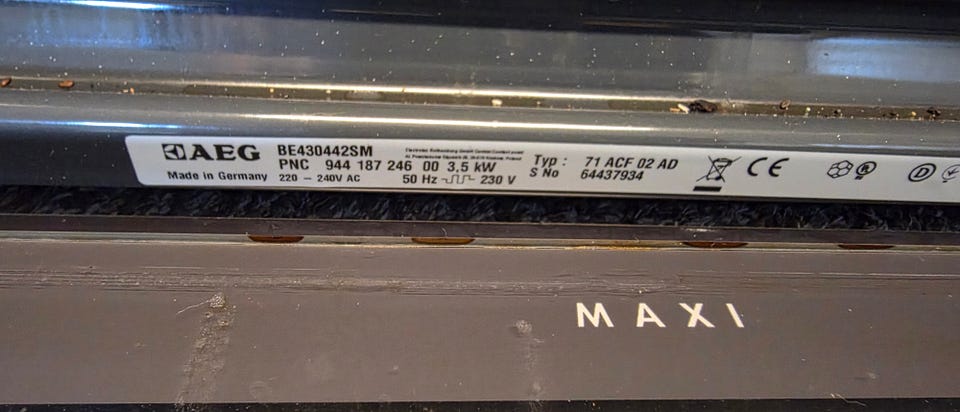 AEG
Made in Germany
BE430442SM
PNC 944 187 246 00 3,5 kW
220 – 240V AC 50 Hz 230 V
Typ : 71 ACF 02 AD
S No 64437934
CE
MAXI